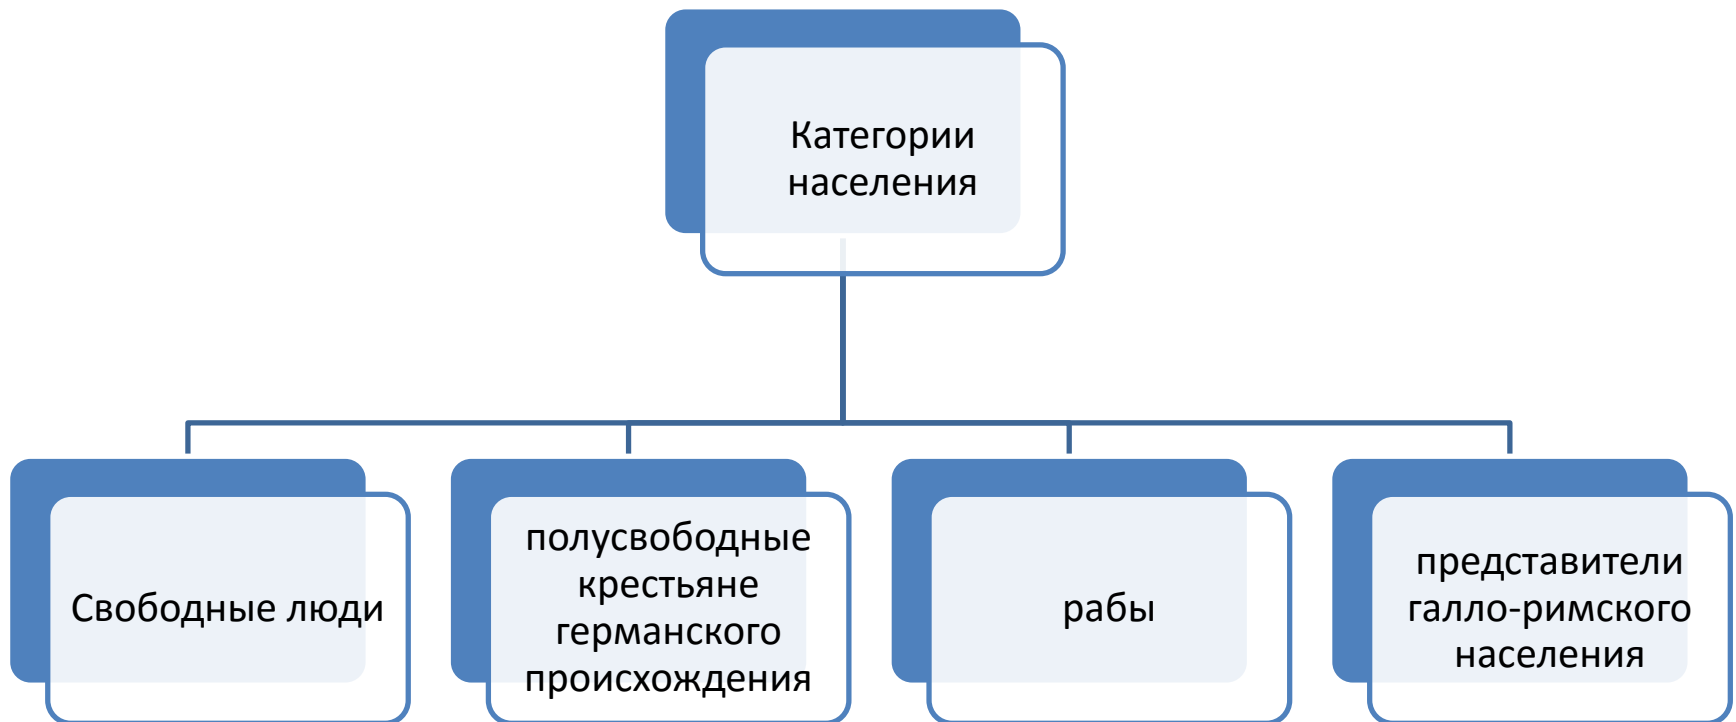 Категории
населения
Свободные люди
полусвободные
крестьяне
германского
происхождения
рабы
представители
галло-римского
населения